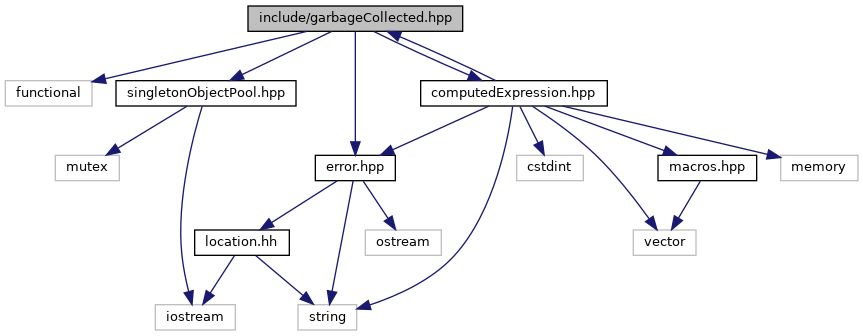 include/garbageCollected.hpp
functional
singletonObjectPool.hpp
computedExpression.hpp
mutex
error.hpp
cstdint
macros.hpp
memory
location.hh
ostream
vector
iostream
string